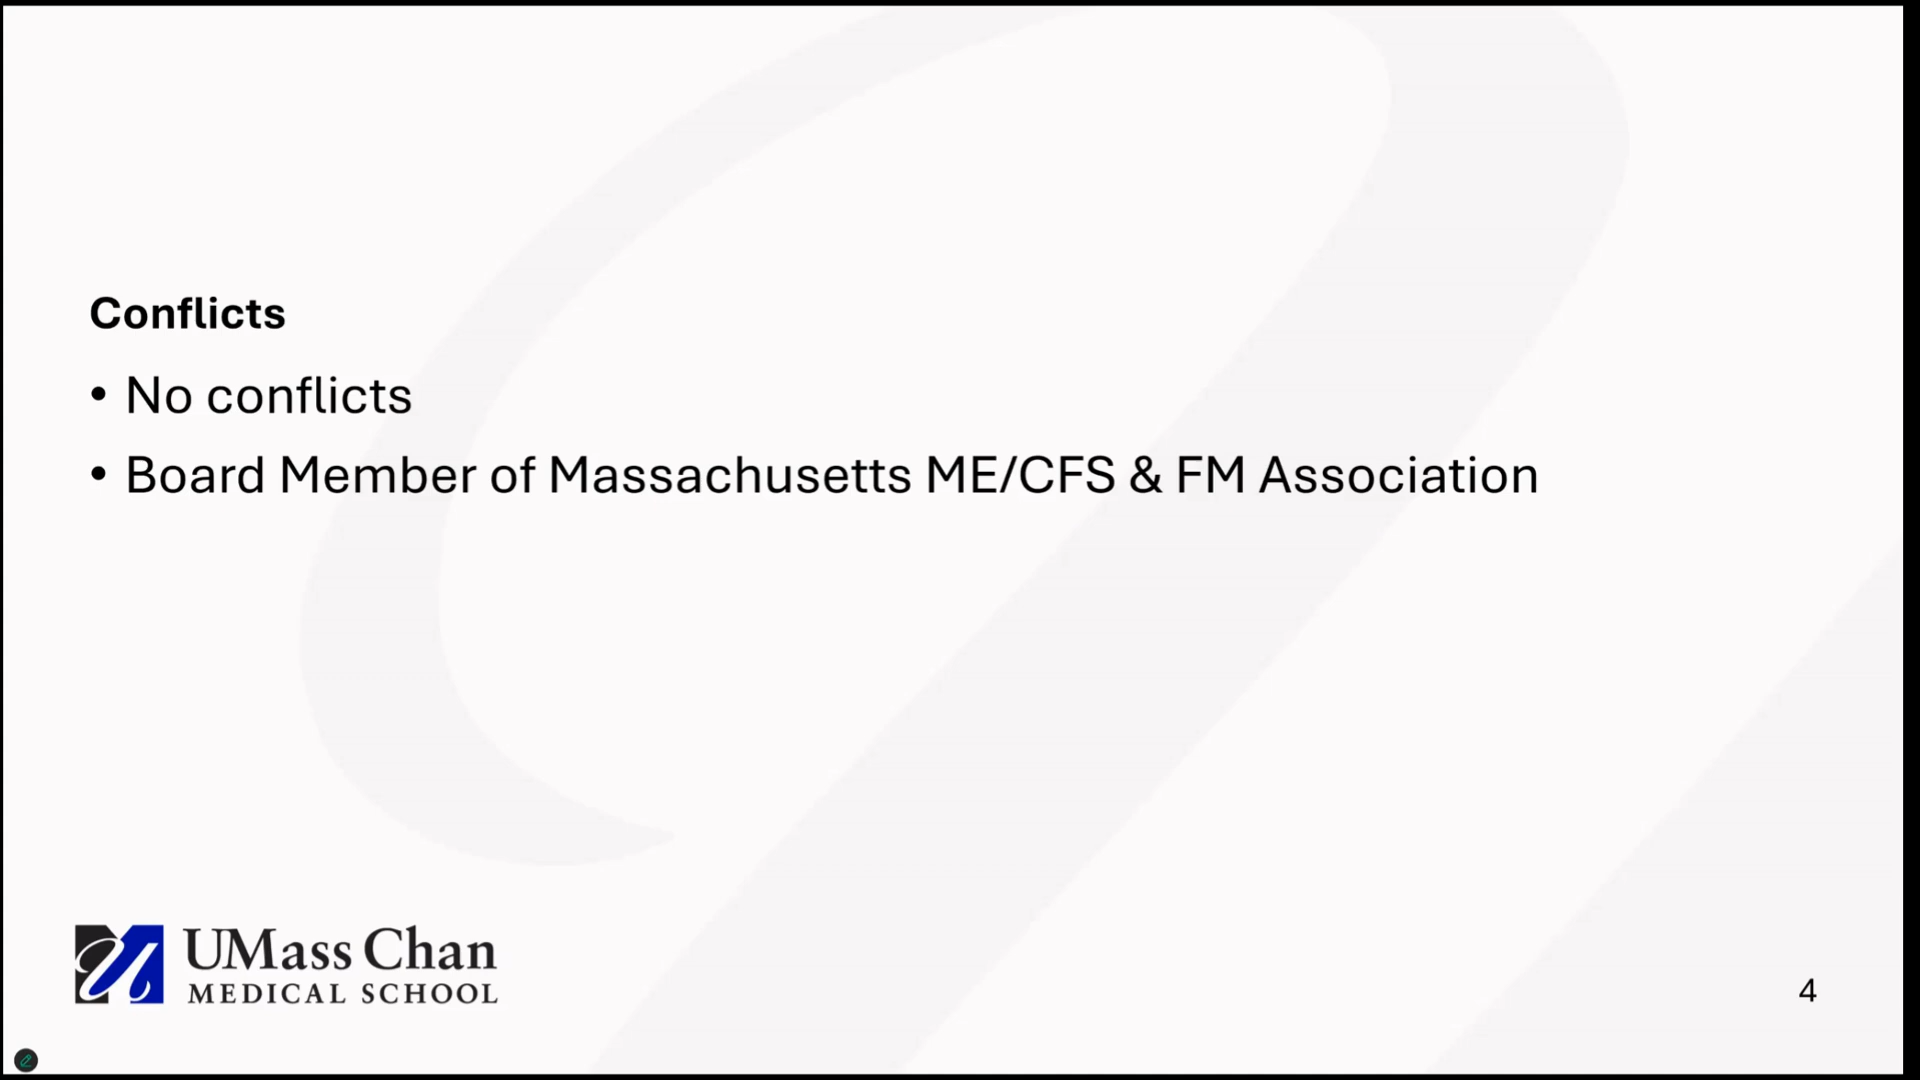 Conflicts
• No conflicts
• Board Member of Massachusetts ME/CFS & FM Association
UMass Chan
MEDICAL SCHOOL
4